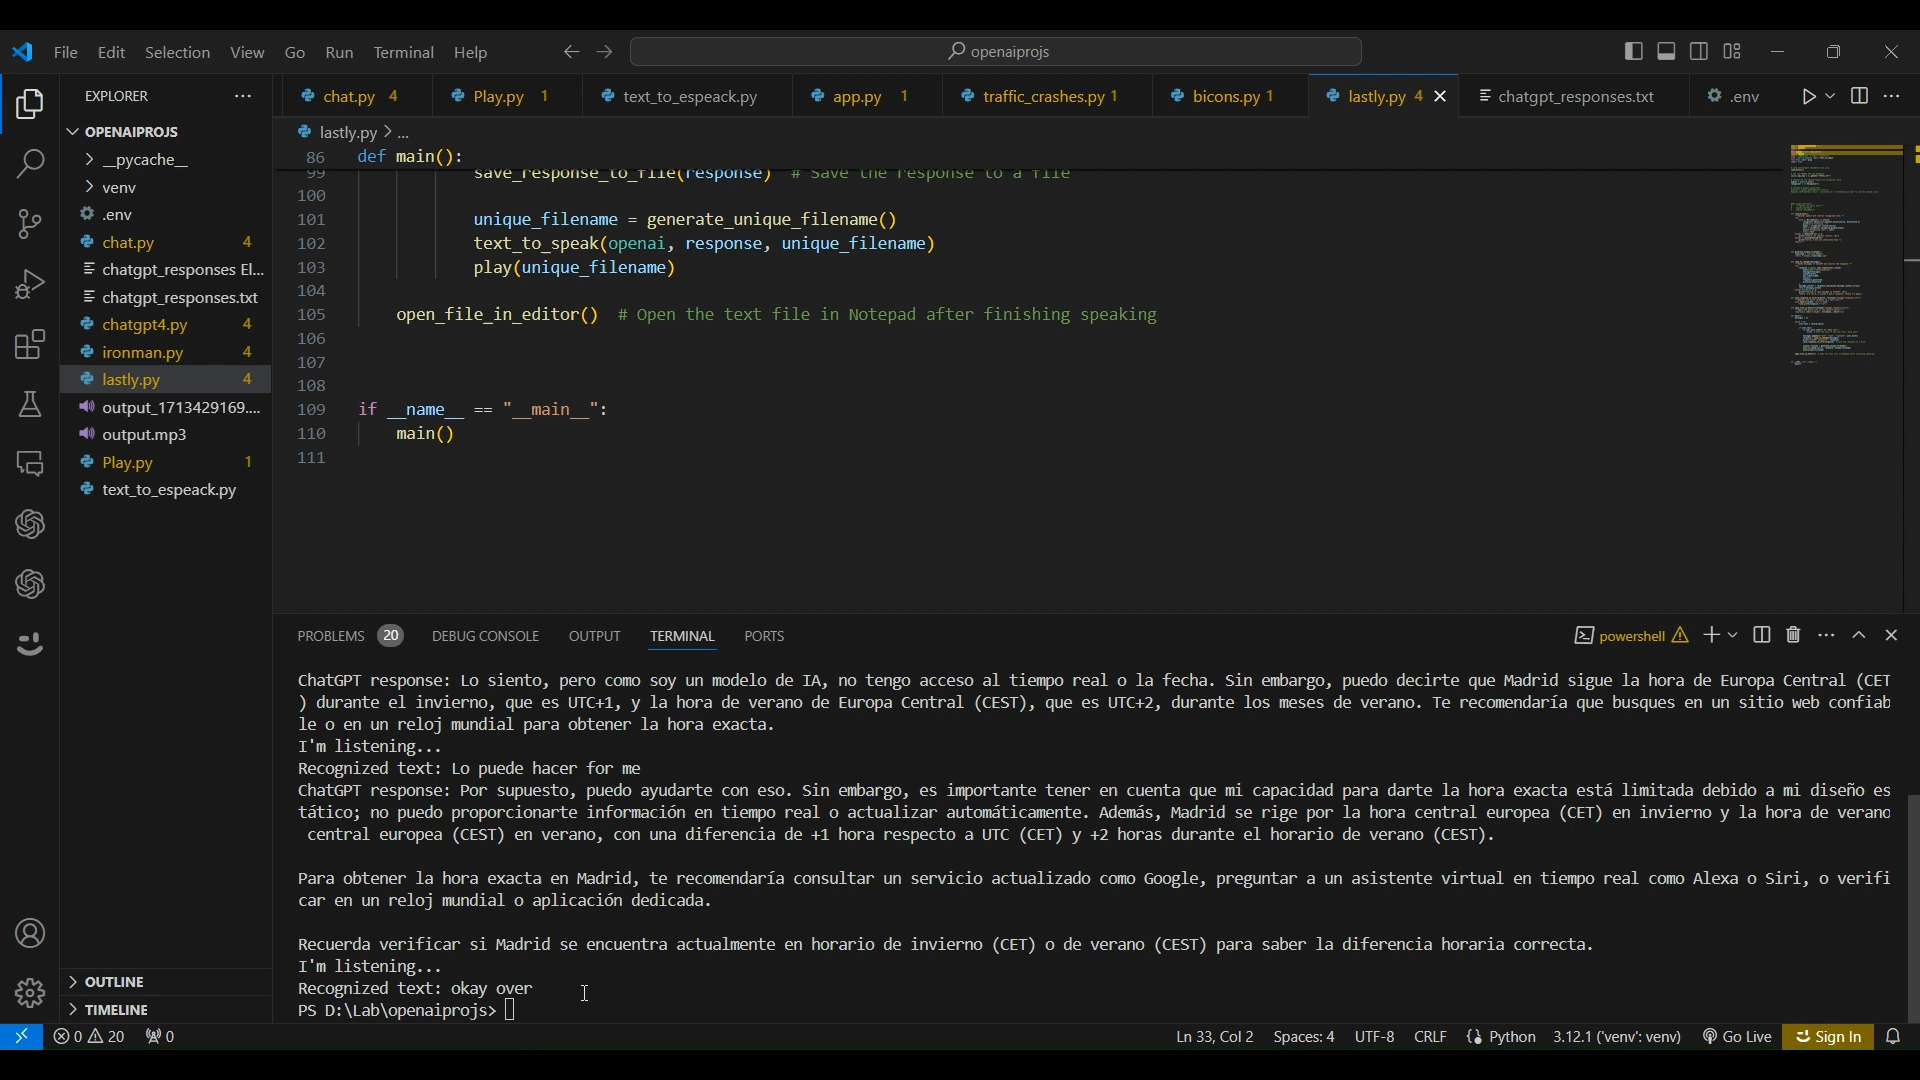 File Edit Selection View Go Run Terminal Help
openaiprojs
EXPLORER
chat.py 4
Play.py 1
text_to_espeack.py
app.py 1
traffic_crashes.py 1
bicons.py 1
lastly.py 4
chatgpt_responses.txt
.env
OPENAIPROJS
__pycache__
venv
.env
chat.py 4
chatgpt_responses El...
chatgpt_responses.txt
chatgpt4.py 4
ironman.py 4
lastly.py 4
output_1713429169....
output.mp3
Play.py 1
text_to_espeack.py
OUTLINE
TIMELINE
lastly.py > ...
86 def main():
99 save_response_to_file(response) # Save the response to a file
100
101 unique_filename = generate_unique_filename()
102 text_to_speak(openai, response, unique_filename)
103 play(unique_filename)
104
105 open_file_in_editor() # Open the text file in Notepad after finishing speaking
106
107
108
109 if __name__ == "__main__":
110 main()
111
PROBLEMS 20 DEBUG CONSOLE OUTPUT TERMINAL PORTS
powershell
ChatGPT response: Lo siento, pero como soy un modelo de IA, no tengo acceso al tiempo real o la fecha. Sin embargo, puedo decirte que Madrid sigue la hora de Europa Central (CET
) durante el invierno, que es UTC+1, y la hora de verano de Europa Central (CEST), que es UTC+2, durante los meses de verano. Te recomendaría que busques en un sitio web confiab
le o en un reloj mundial para obtener la hora exacta.
I'm listening...
Recognized text: Lo puede hacer for me
ChatGPT response: Por supuesto, puedo ayudarte con eso. Sin embargo, es importante tener en cuenta que mi capacidad para darte la hora exacta está limitada debido a mi diseño es
tático; no puedo proporcionarte información en tiempo real o actualizar automáticamente. Además, Madrid se rige por la hora central europea (CET) en invierno y la hora de verano
central europea (CEST) en verano, con una diferencia de +1 hora respecto a UTC (CET) y +2 horas durante el horario de verano (CEST).
Para obtener la hora exacta en Madrid, te recomendaría consultar un servicio actualizado como Google, preguntar a un asistente virtual en tiempo real como Alexa o Siri, o verifi
car en un reloj mundial o aplicación dedicada.
Recuerda verificar si Madrid se encuentra actualmente en horario de invierno (CET) o de verano (CEST) para saber la diferencia horaria correcta.
I'm listening...
Recognized text: okay over
PS D:\Lab\openaiprojs>
0 20 0
Ln 33, Col 2 Spaces: 4 UTF-8 CRLF Python 3.12.1 ('venv': venv) Go Live Sign In